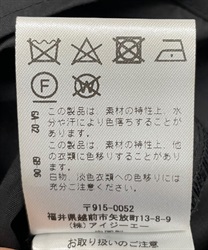 この製品は、素材の特性上、水
分や汗により色落ちすることが
あります。
この製品は、素材の特性上、他
の衣類に色移りすることがあり
ます。
白物、淡色衣類への色移りには
十分ご注意ください。
〒915-0052
福井県越前市矢放町13-8-9
(株)アイジーエー
お取り扱いのご注意